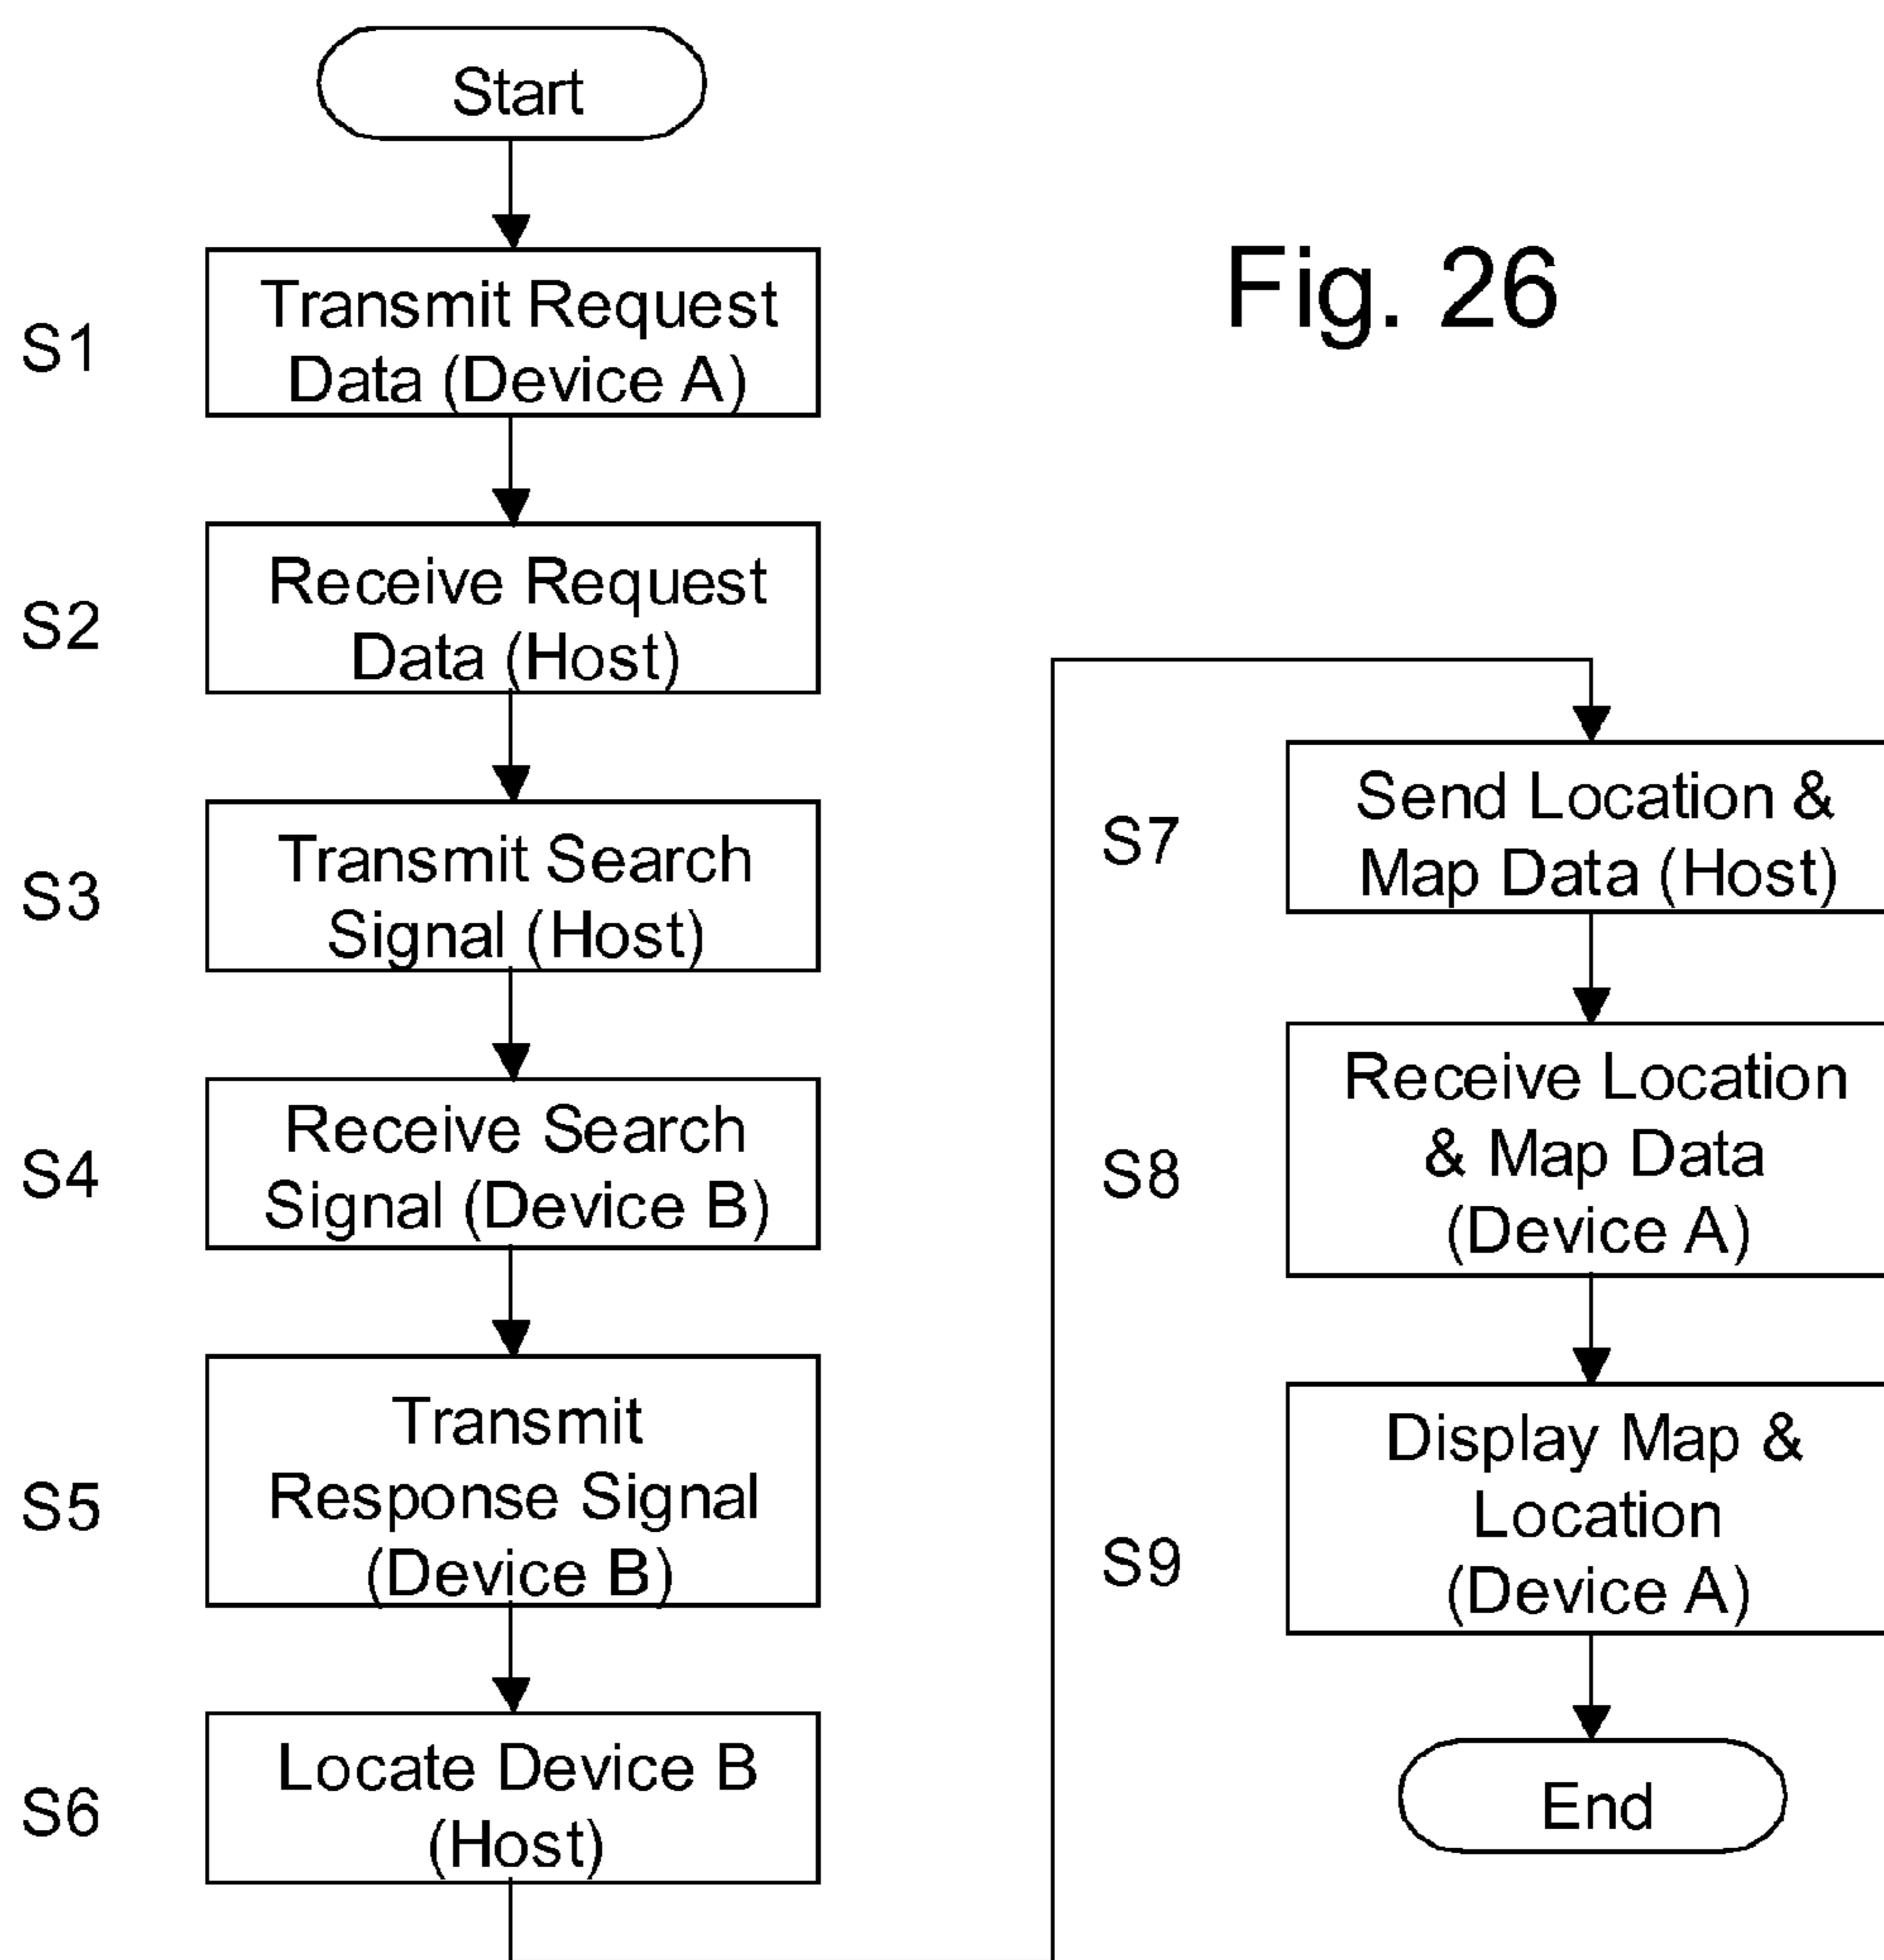 Fig. 26
Start
S1
Transmit Request
Data (Device A)
S2
Receive Request
Data (Host)
S3
Transmit Search
Signal (Host)
S4
Receive Search
Signal (Device B)
S5
Transmit
Response Signal
(Device B)
S6
Locate Device B
(Host)
S7
Send Location &
Map Data (Host)
S8
Receive Location
& Map Data
(Device A)
S9
Display Map &
Location
(Device A)
End